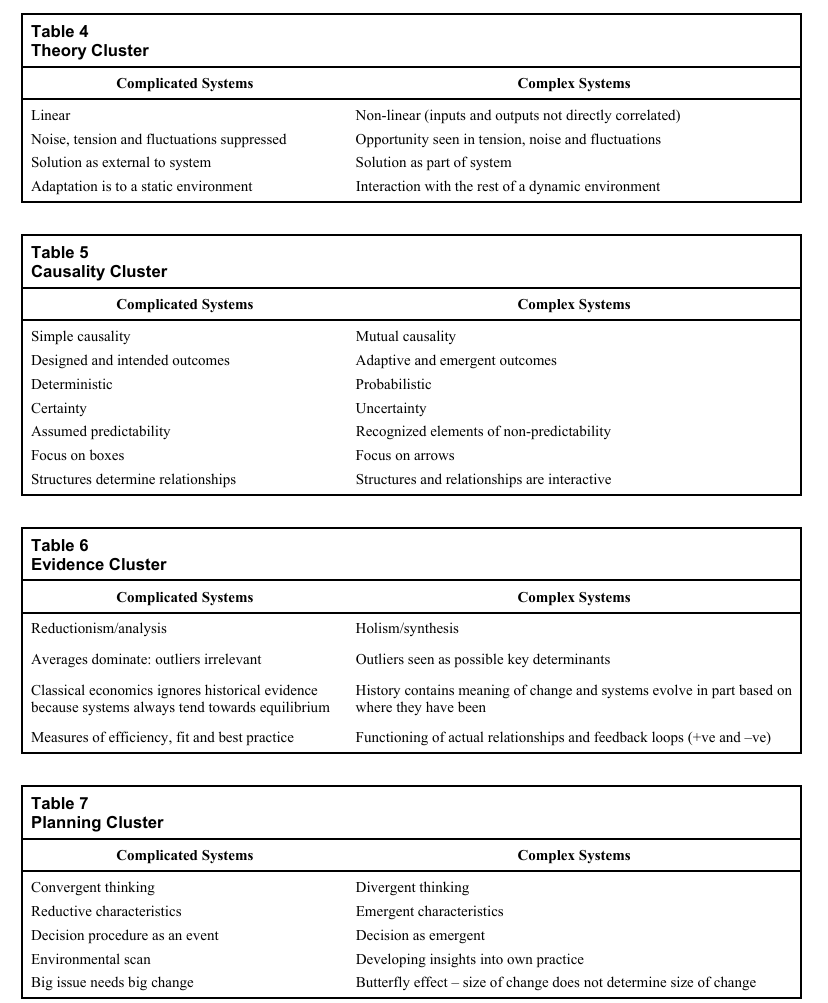 Table 4
Theory Cluster
Complicated Systems Complex Systems
Linear Non-linear (inputs and outputs not directly correlated)
Noise, tension and fluctuations suppressed Opportunity seen in tension, noise and fluctuations
Solution as external to system Solution as part of system
Adaptation is to a static environment Interaction with the rest of a dynamic environment
Table 5
Causality Cluster
Complicated Systems Complex Systems
Simple causality Mutual causality
Designed and intended outcomes Adaptive and emergent outcomes
Deterministic Probabilistic
Certainty Uncertainty
Assumed predictability Recognized elements of non-predictability
Focus on boxes Focus on arrows
Structures determine relationships Structures and relationships are interactive
Table 6
Evidence Cluster
Complicated Systems Complex Systems
Reductionism/analysis Holism/synthesis
Averages dominate: outliers irrelevant Outliers seen as possible key determinants
Classical economics ignores historical evidence History contains meaning of change and systems evolve in part based on
because systems always tend towards equilibrium where they have been
Measures of efficiency, fit and best practice Functioning of actual relationships and feedback loops (+ve and –ve)
Table 7
Planning Cluster
Complicated Systems Complex Systems
Convergent thinking Divergent thinking
Reductive characteristics Emergent characteristics
Decision procedure as an event Decision as emergent
Environmental scan Developing insights into own practice
Big issue needs big change Butterfly effect – size of change does not determine size of change